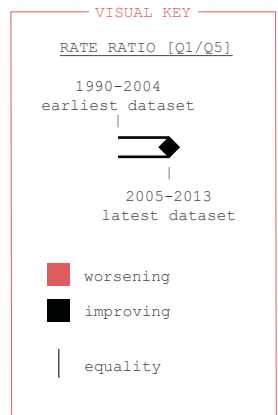 VISUAL KEY
RATE RATIO [Q1/Q5]
1990-2004
earliest dataset
2005-2013
latest dataset
worsening
improving
equality